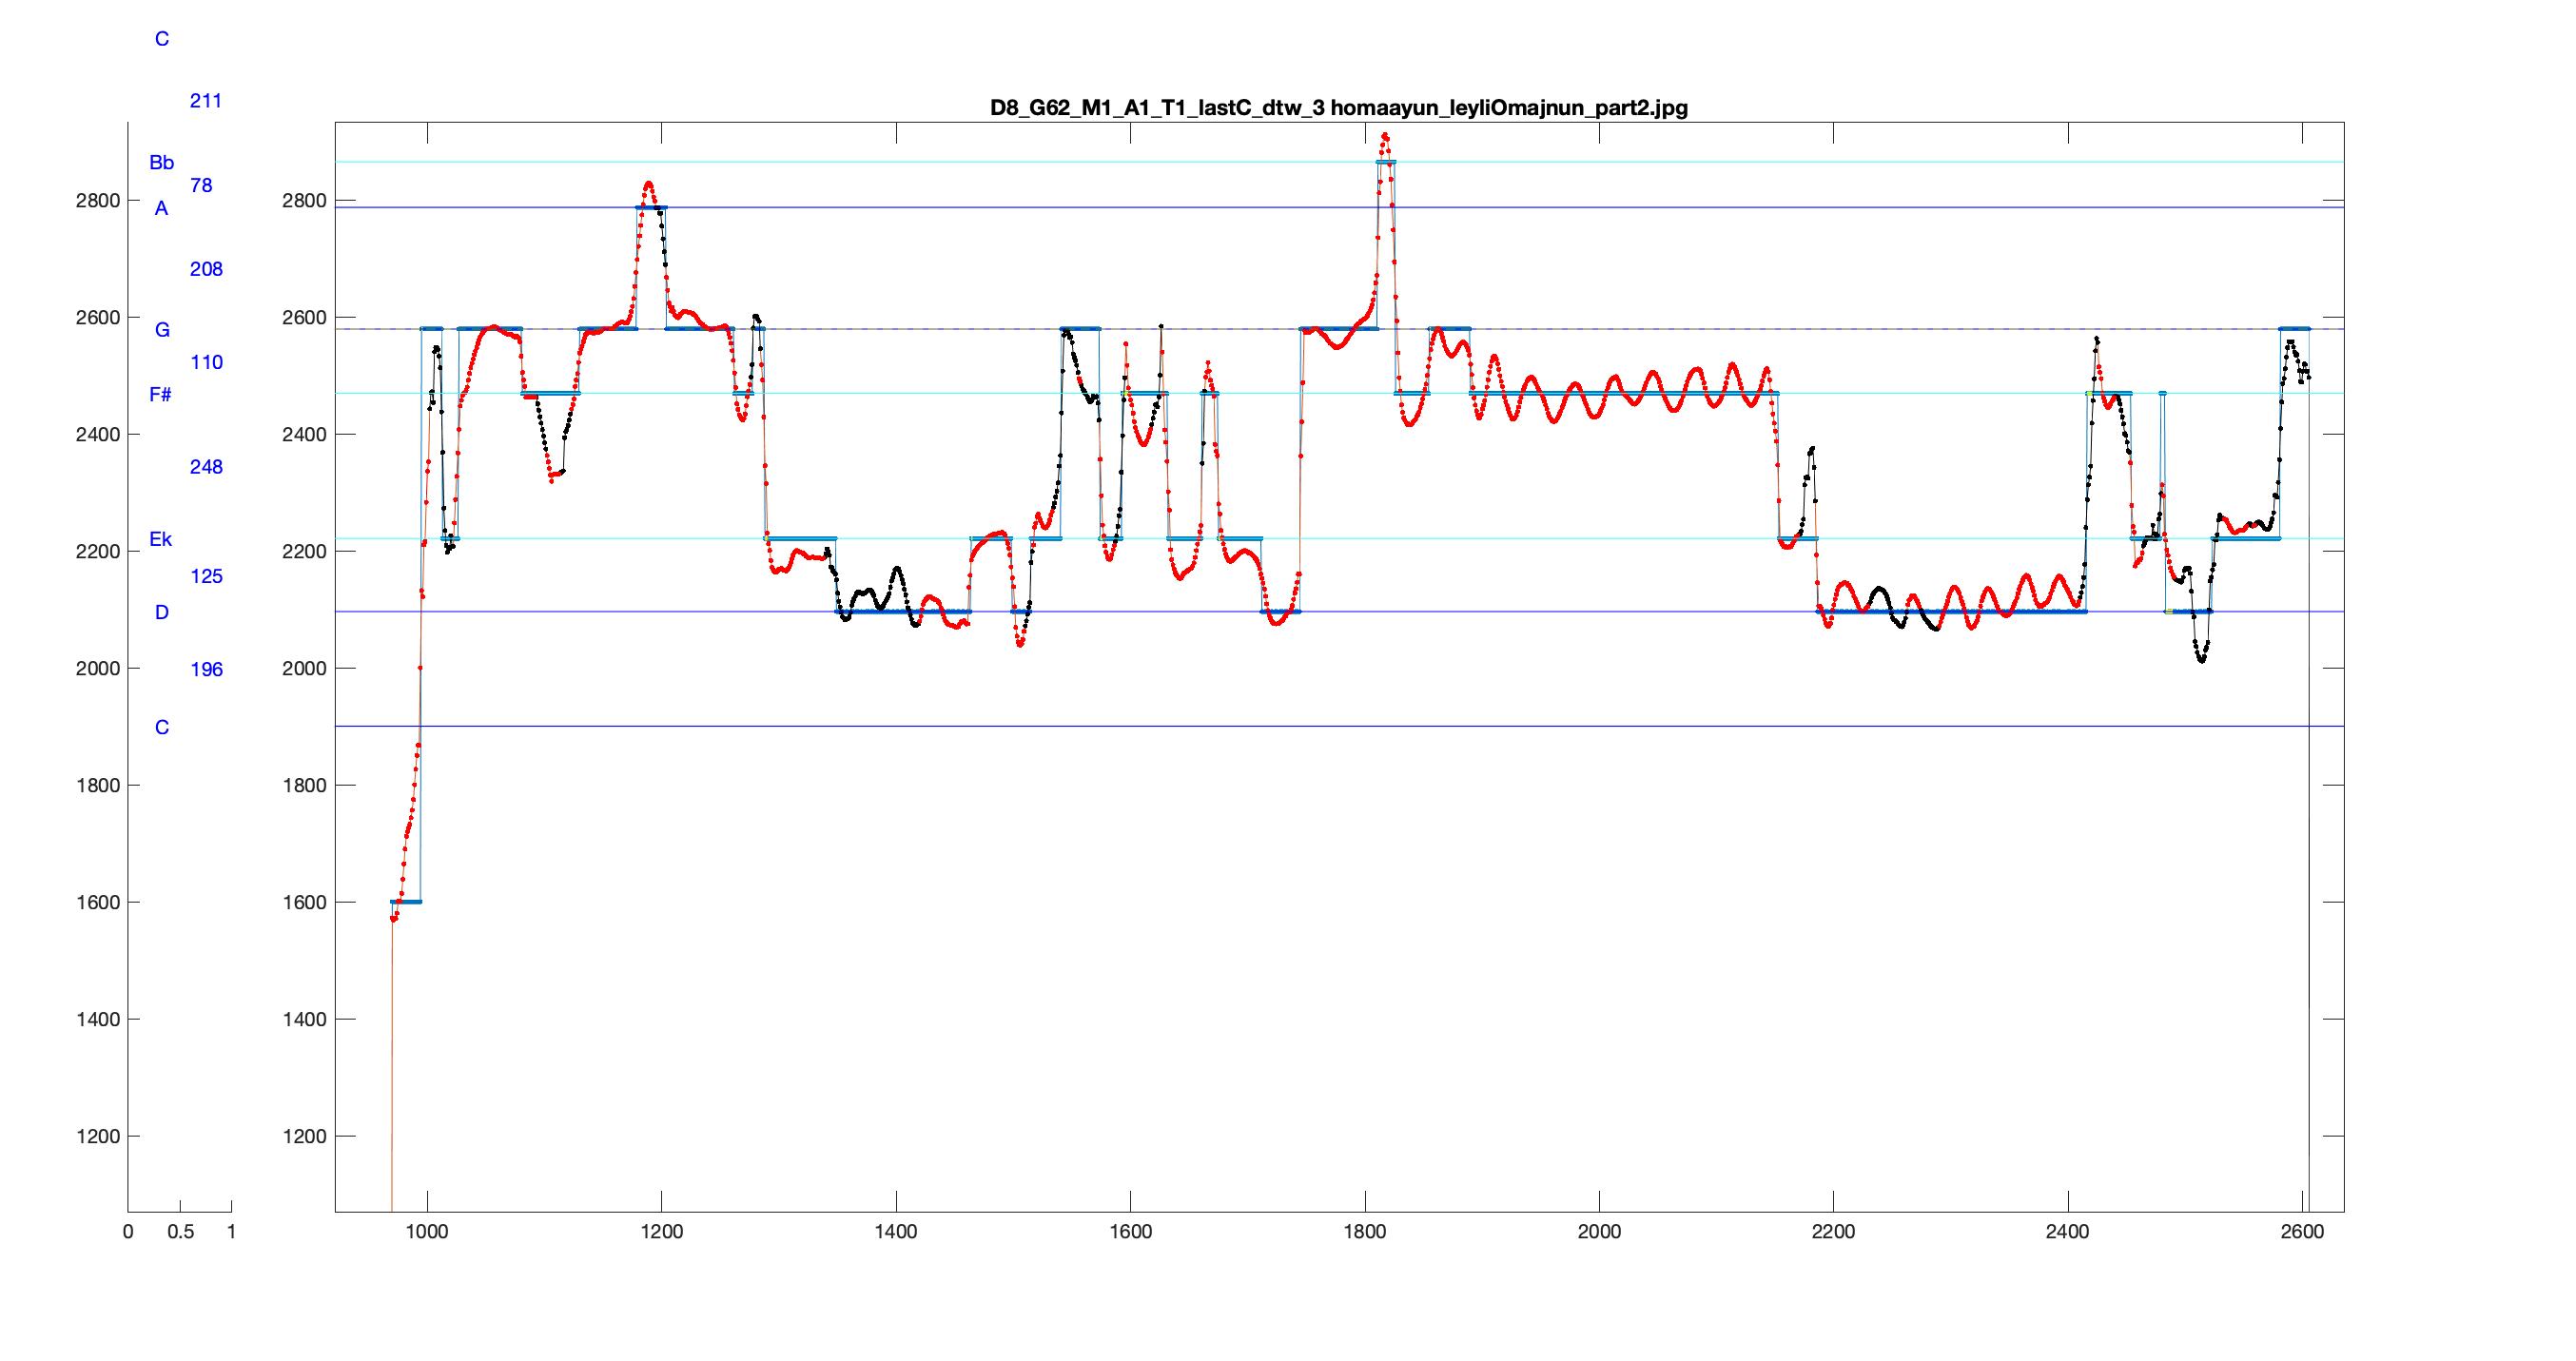 C
211
D8_G62_M1_A1_T1_lastC_dtw_3 homaayun_leyliOmajnun_part2.jpg
Bb
78
2800 A 2800
208
2600 G 2600
110
F#
2400 2400
248
Ek
2200 2200
125
D
2000 196 2000
C
1800 1800
1600 1600
1400 1400
1200 1200
0 0.5 1 1000 1200 1400 1600 1800 2000 2200 2400 2600